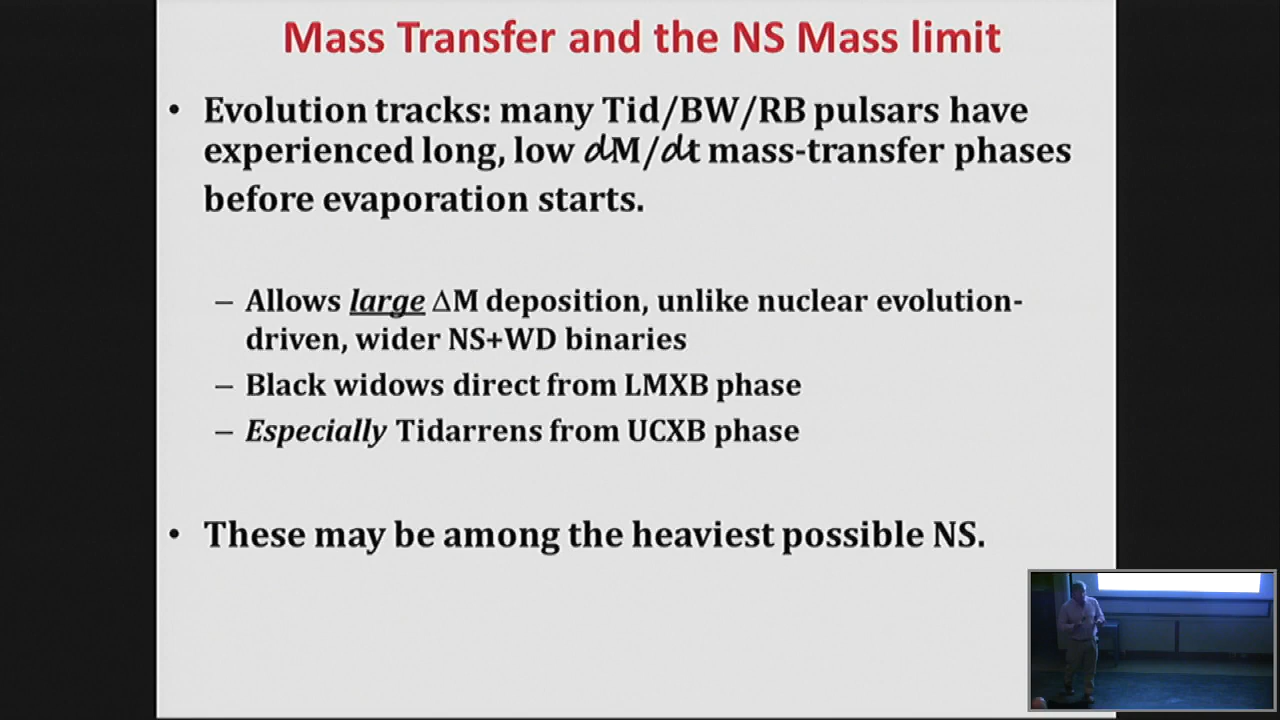 Mass Transfer and the NS Mass limit
• Evolution tracks: many Tid/BW/RB pulsars have
experienced long, low dM/dt mass-transfer phases
before evaporation starts.
– Allows large ΔM deposition, unlike nuclear evolution-
driven, wider NS+WD binaries
– Black widows direct from LMXB phase
– Especially Tidarrens from UCXB phase
• These may be among the heaviest possible NS.